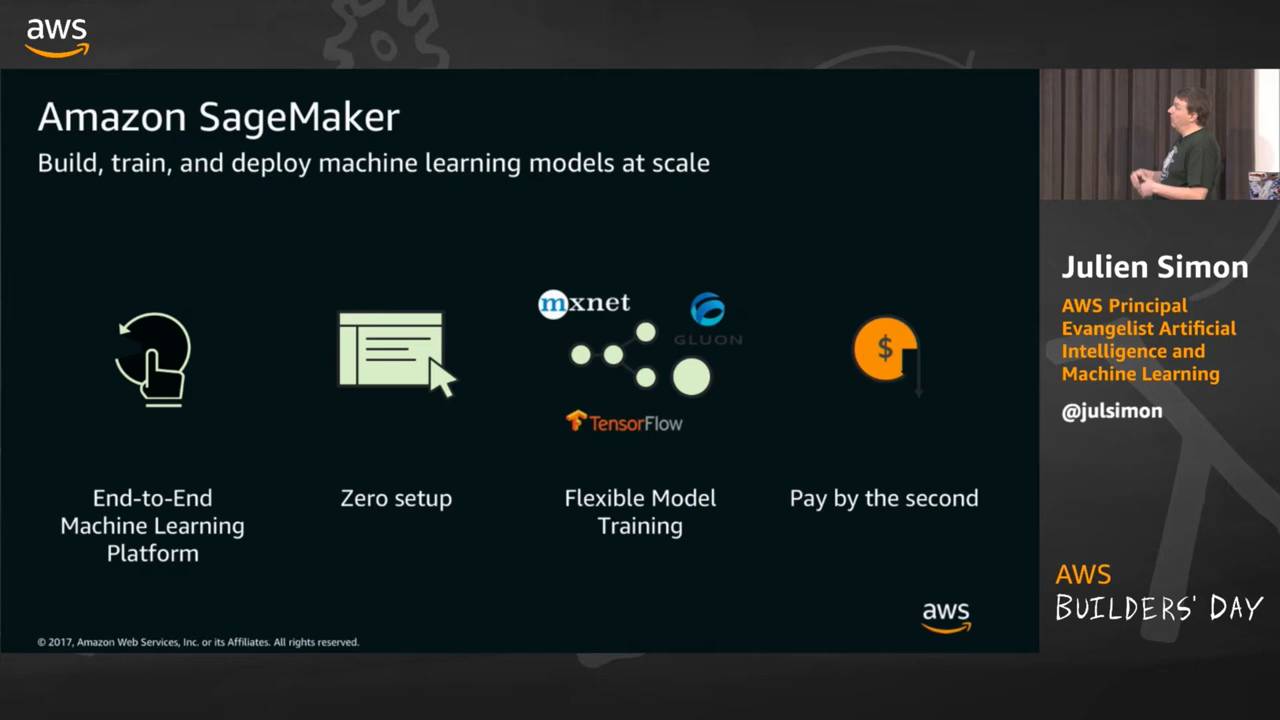 aws
Amazon SageMaker
Build, train, and deploy machine learning models at scale
mxnet
GLUON
TensorFlow
$
End-to-End
Machine Learning
Platform
Zero setup
Flexible Model
Training
Pay by the second
aws
© 2017, Amazon Web Services, Inc. or its Affiliates. All rights reserved.
Julien Simon
AWS Principal
Evangelist Artificial
Intelligence and
Machine Learning
@julsimon
AWS
BUILDERS' DAY